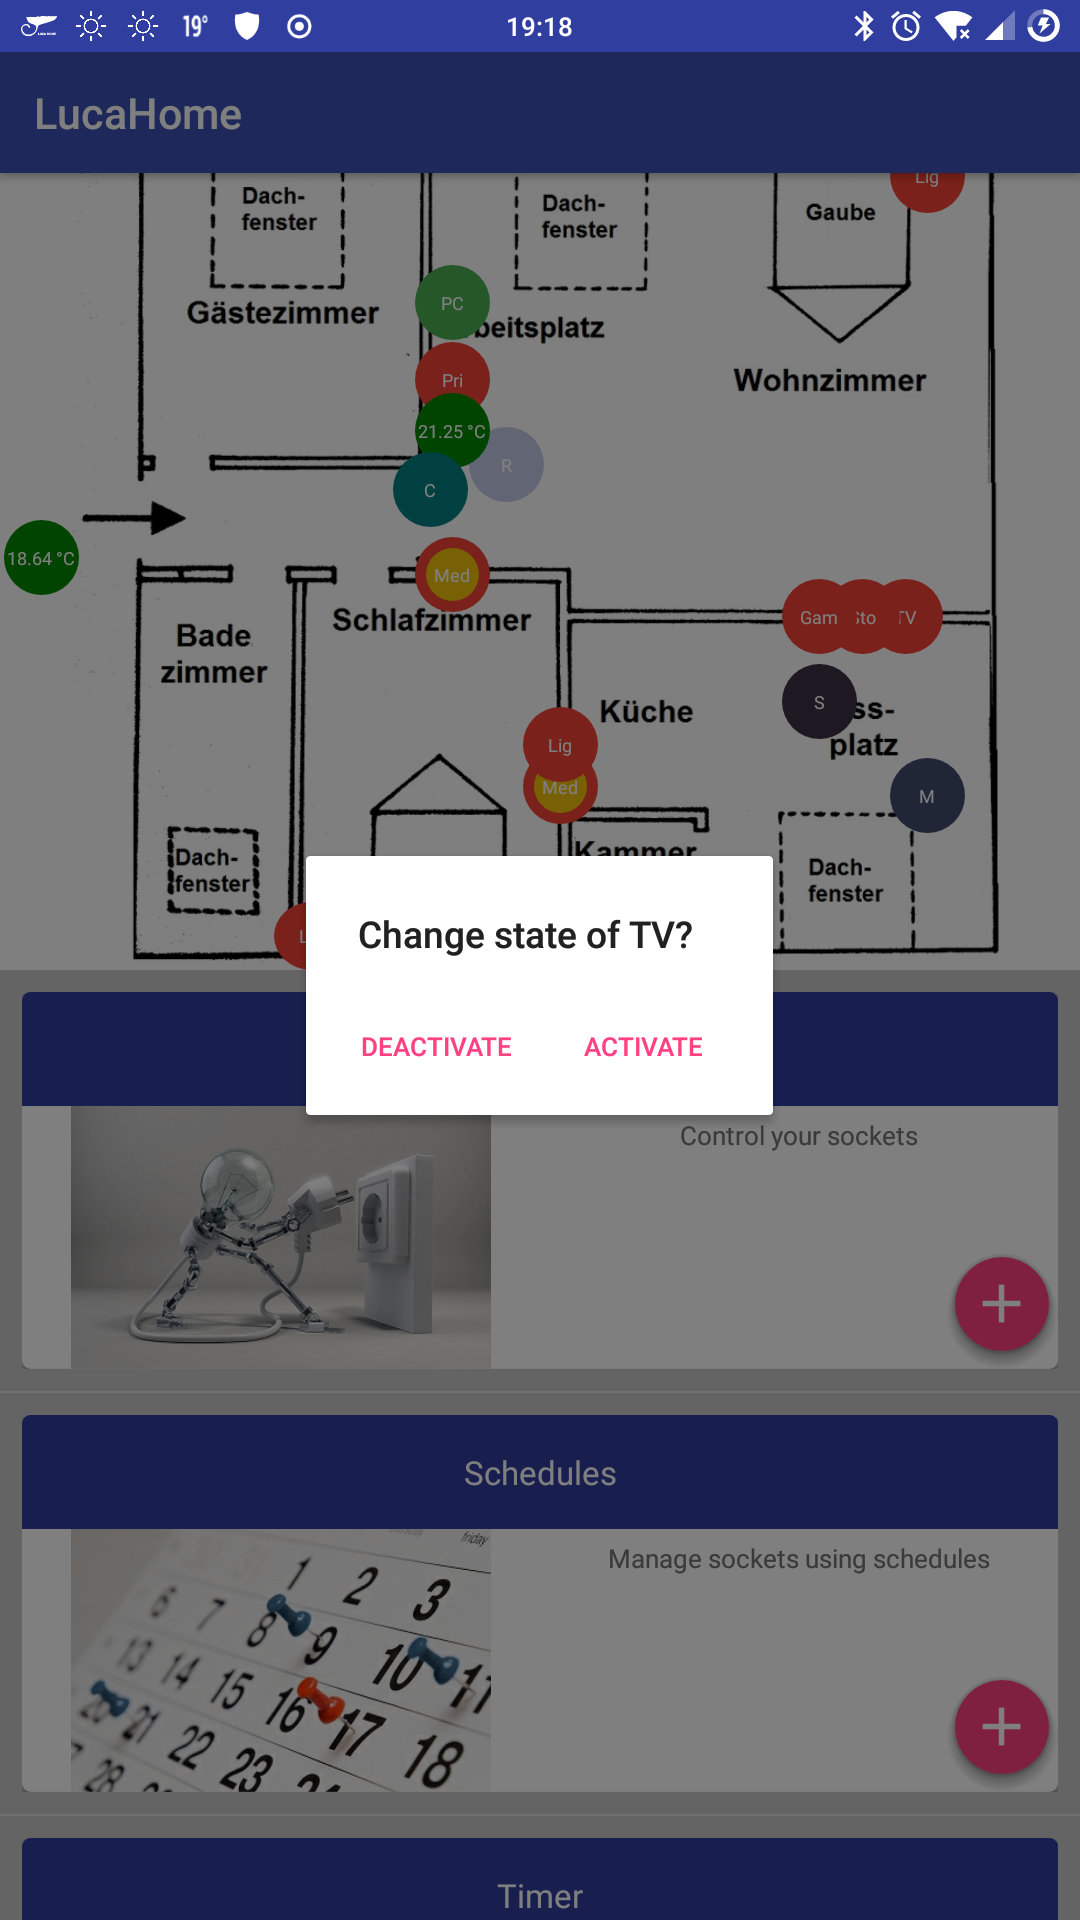 19° 19:18
LucaHome
Lig
Dach-
fenster
Dach-
fenster
Gaube
PC
Gästezimmer
beitsplatz
Pri
Wohnzimmer
21.25 °C
R
C
18.64 °C
Med
Schlafzimmer
Gam
Sto
TV
Bade
zimmer
S
Küche
ss-
platz
Lig
Med
M
Kammer
Dach-
fenster
Dach-
fenster
L
Change state of TV?
DEACTIVATE ACTIVATE
Control your sockets
Schedules
Manage sockets using schedules
friday
1 2 3
6 7 8 9 10 11
13 14 15 16 17 18
20 21 22 23
28
Timer